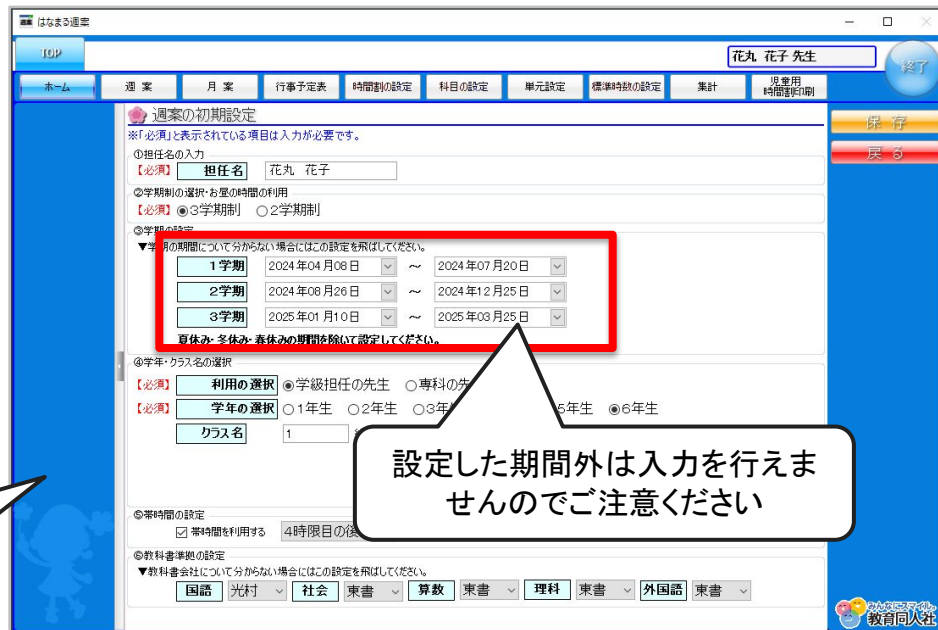 はなまる週案
TOP
花丸 花子 先生
終了
ホーム 週 案 月 案 行事予定表 時間割の設定 科目の設定 単元設定 標準時数の設定 集計 児童用時間割印刷
週案の初期設定
保 存
※「必須」と表示されている項目は入力が必要です。
戻 る
①担任名の入力
【必須】 担任名 花丸 花子
②学期制の選択・お昼の時間の利用
【必須】 ◉3学期制 ○2学期制
③学期の設定
▼学期の期間について分からない場合にはこの設定を飛ばしてください。
1学期 2024年04月08日 ~ 2024年07月20日
2学期 2024年08月26日 ~ 2024年12月25日
3学期 2025年01月10日 ~ 2025年03月25日
夏休み・冬休み・春休みの期間を除いて設定してください。
④学年・クラス名の選択
【必須】 利用の選択 ◉学級担任の先生 ○専科の先
【必須】 学年の選択 ○1年生 ○2年生 ○3年 5年生 ◉6年生
クラス名 1
設定した期間外は入力を行えま
せんのでご注意ください
⑤帯時間の設定
☑ 帯時間を利用する 4時限目の後
⑥教科書準拠の設定
▼教科書会社について分からない場合にはこの設定を飛ばしてください。
国語 光村 社会 東書 算数 東書 理科 東書 外国語 東書
みんなにスマイル。
教育同人社